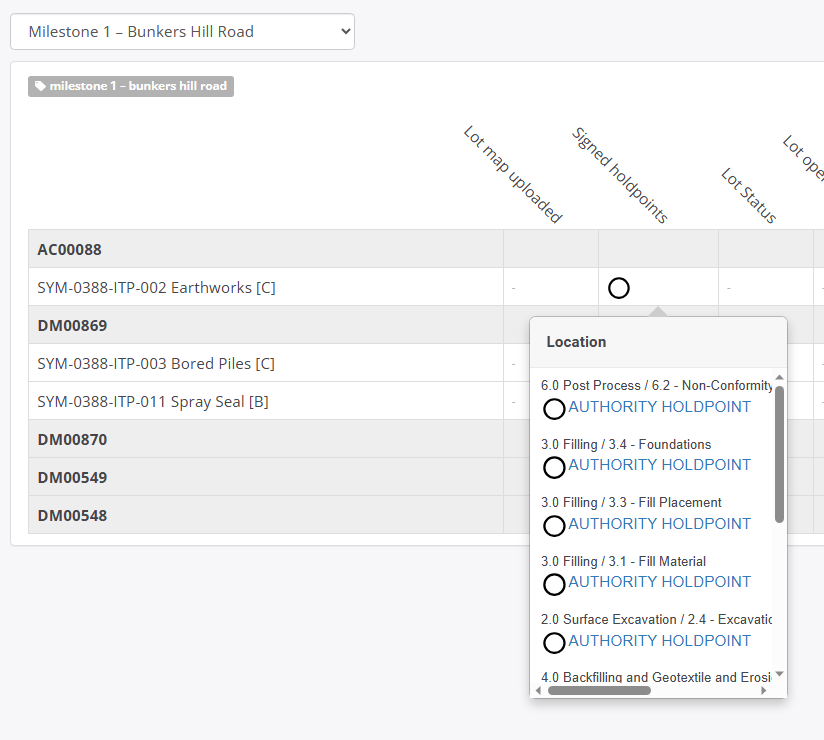 Milestone 1 – Bunkers Hill Road
milestone 1 – bunkers hill road
Lot map uploaded
Signed holdpoints
Lot Status
Lot
AC00088
SYM-0388-ITP-002 Earthworks [C]
-
-
DM00869
SYM-0388-ITP-003 Bored Piles [C]
-
SYM-0388-ITP-011 Spray Seal [B]
-
DM00870
DM00549
DM00548
Location
6.0 Post Process / 6.2 - Non-Conformity
AUTHORITY HOLDPOINT
3.0 Filling / 3.4 - Foundations
AUTHORITY HOLDPOINT
3.0 Filling / 3.3 - Fill Placement
AUTHORITY HOLDPOINT
3.0 Filling / 3.1 - Fill Material
AUTHORITY HOLDPOINT
2.0 Surface Excavation / 2.4 - Excavatio
AUTHORITY HOLDPOINT
4.0 Backfilling and Geotextile and Erosi